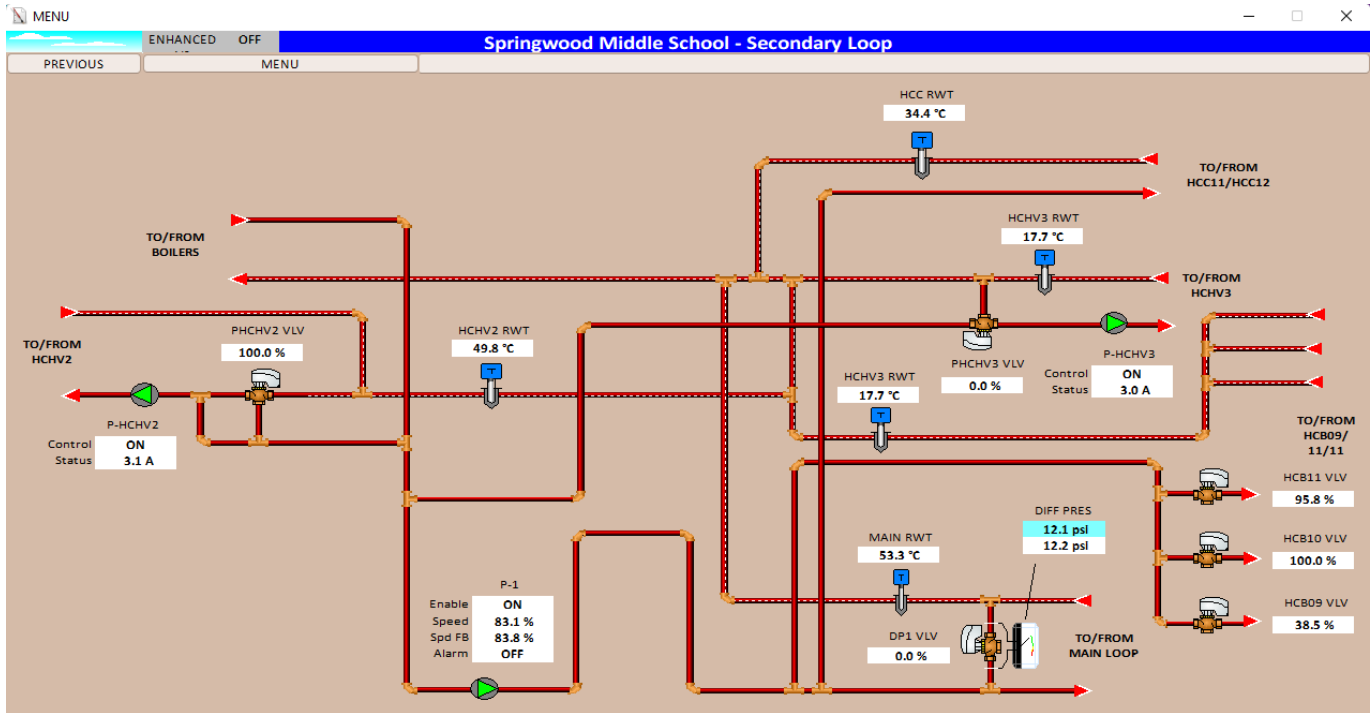 MENU
ENHANCED OFF
Springwood Middle School - Secondary Loop
PREVIOUS MENU
HCC RWT
34.4 °C
TO/FROM
HCC11/HCC12
HCHV3 RWT
17.7 °C
TO/FROM
BOILERS
TO/FROM
HCHV3
TO/FROM
HCHV2
PHCHV2 VLV
100.0 %
HCHV2 RWT
49.8 °C
PHCHV3 VLV
0.0 %
P-HCHV3
Control ON
Status 3.0 A
HCHV3 RWT
17.7 °C
P-HCHV2
Control ON
Status 3.1 A
TO/FROM
HCB09/
11/11
HCB11 VLV
95.8 %
DIFF PRES
12.1 psi
12.2 psi
MAIN RWT
53.3 °C
HCB10 VLV
100.0 %
P-1
Enable ON
Speed 83.1 %
Spd FB 83.8 %
Alarm OFF
HCB09 VLV
38.5 %
DP1 VLV
0.0 %
TO/FROM
MAIN LOOP
T
T
T
T
T